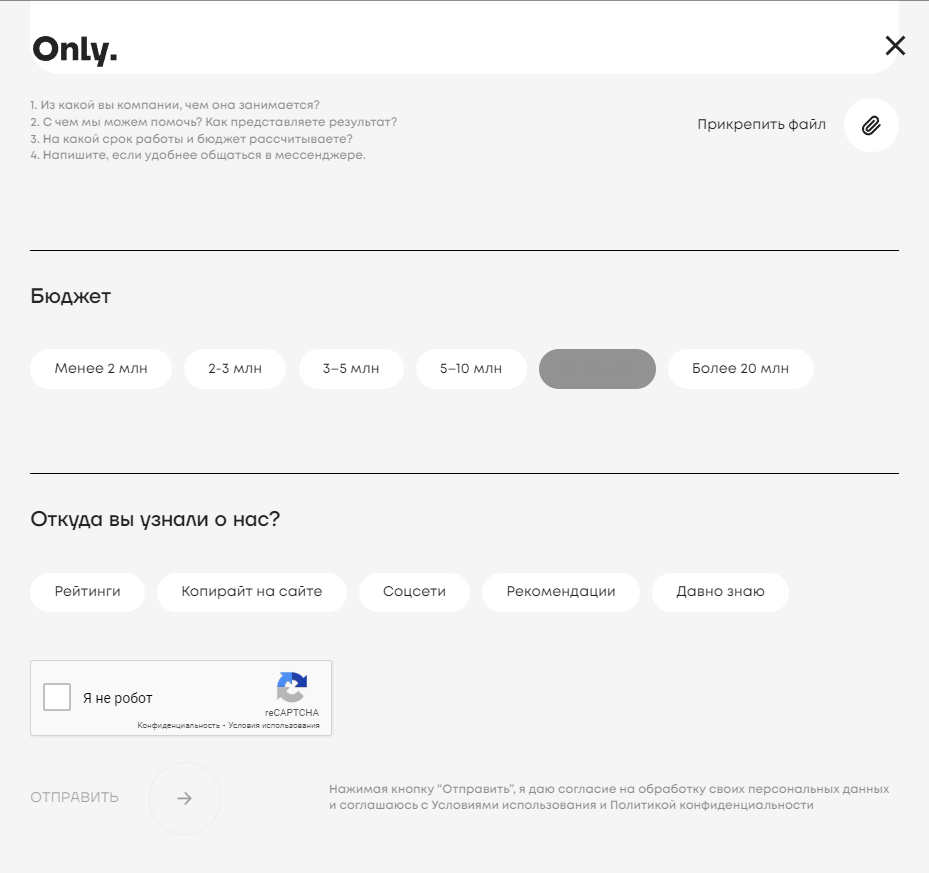 Only.
1. Из какой вы компании, чем она занимается?
2. С чем мы можем помочь? Как представляете результат?
3. На какой срок работы и бюджет рассчитываете?
4. Напишите, если удобнее общаться в мессенджере.
Прикрепить файл
Бюджет
Менее 2 млн
2-3 млн
3–5 млн
5–10 млн
Более 20 млн
Откуда вы узнали о нас?
Рейтинги
Копирайт на сайте
Соцсети
Рекомендации
Давно знаю
Я не робот
reCAPTCHA
Конфиденциальность - Условия использования
ОТПРАВИТЬ
Нажимая кнопку “Отправить”, я даю согласие на обработку своих персональных данных
и соглашаюсь с Условиями использования и Политикой конфиденциальности